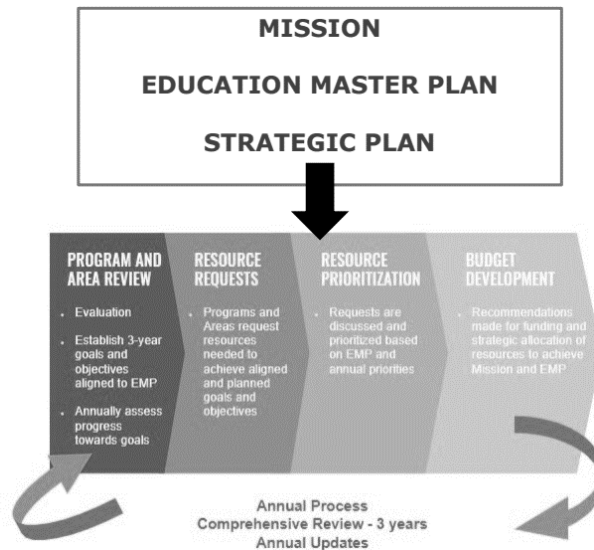 MISSION
EDUCATION MASTER PLAN
STRATEGIC PLAN
PROGRAM AND
AREA REVIEW
• Evaluation
• Establish 3-year
goals and
objectives
aligned to EMP
• Annually assess
progress
towards goals
RESOURCE
REQUESTS
• Programs and
Areas request
resources
needed to
achieve aligned
and planned
goals and
objectives
RESOURCE
PRIORITIZATION
• Requests are
discussed and
prioritized based
on EMP and
annual priorities
BUDGET
DEVELOPMENT
• Recommendations
made for funding and
strategic allocation of
resources to achieve
Mission and EMP
Annual Process
Comprehensive Review - 3 years
Annual Updates